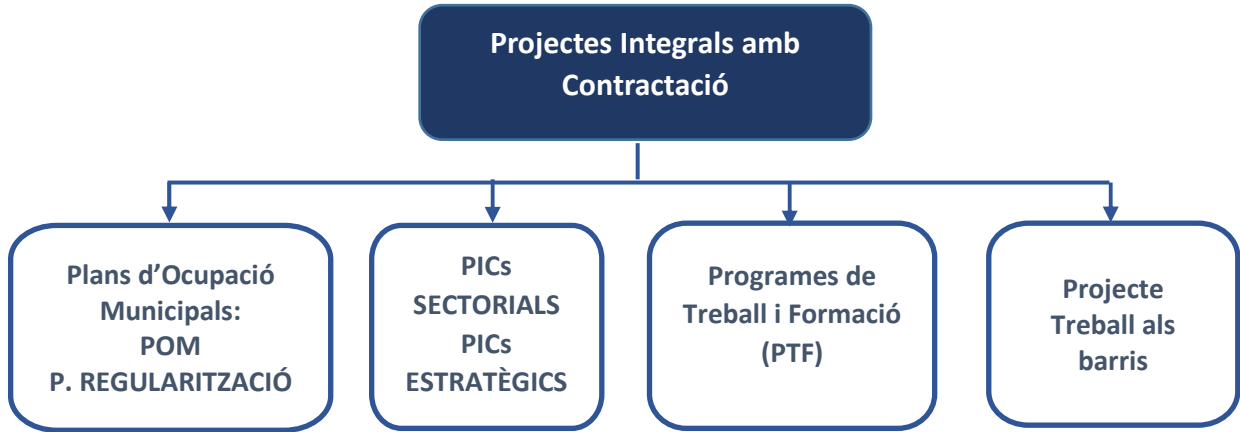 Projectes Integrals amb
Contractació
Plans d’Ocupació
Municipals:
POM
P. REGULARITZACIÓ
PICs
SECTORIALS
PICs
ESTRATÈGICS
Programes de
Treball i Formació
(PTF)
Projecte
Treball als
barris